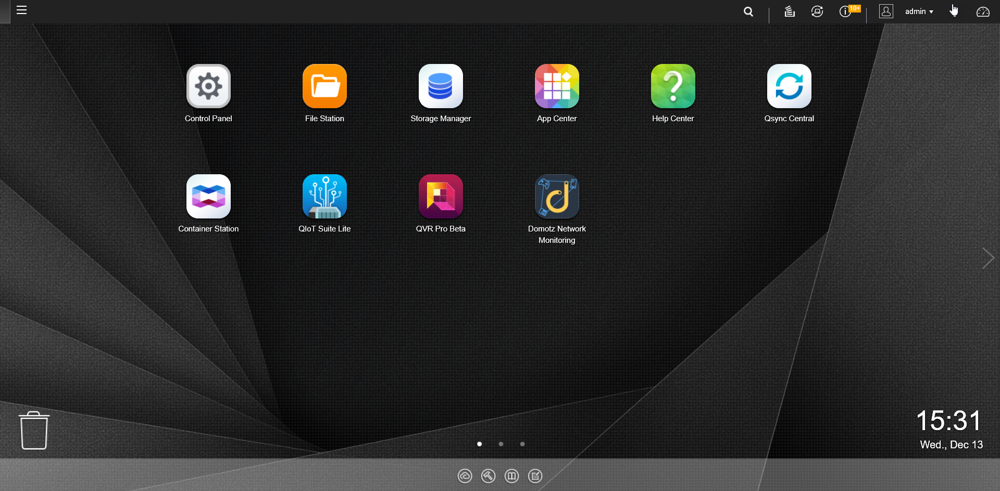 10+
admin
Control Panel
File Station
Storage Manager
App Center
Help Center
Qsync Central
Container Station
QIoT Suite Lite
QVR Pro Beta
Domotz Network
Monitoring
15:31
Wed., Dec 13